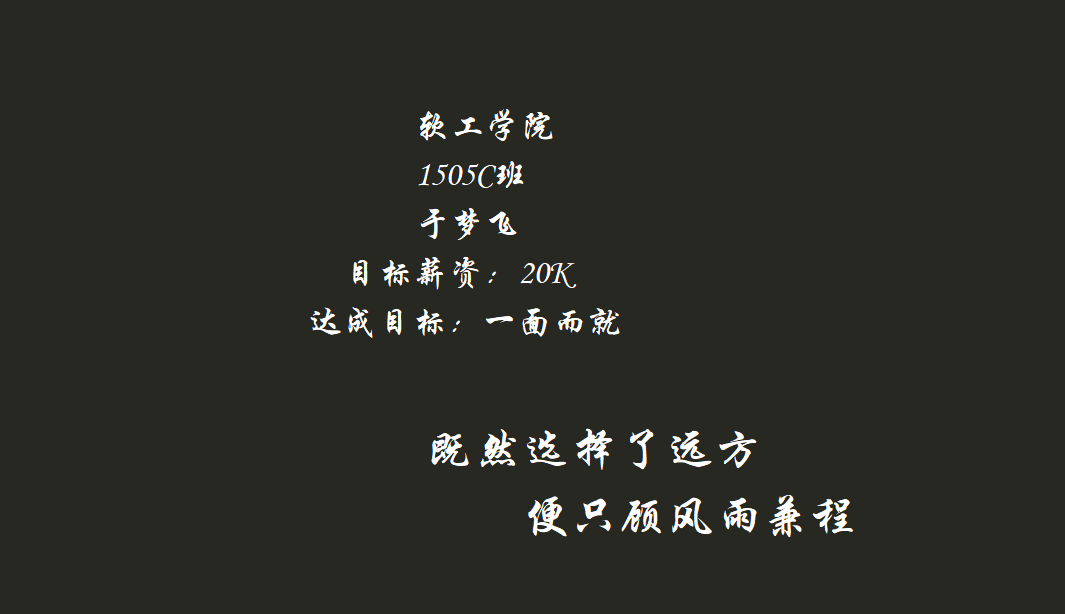 软工学院
1505C班
于梦飞
目标薪资：20K
达成目标：一面而就
既然选择了远方
便只顾风雨兼程